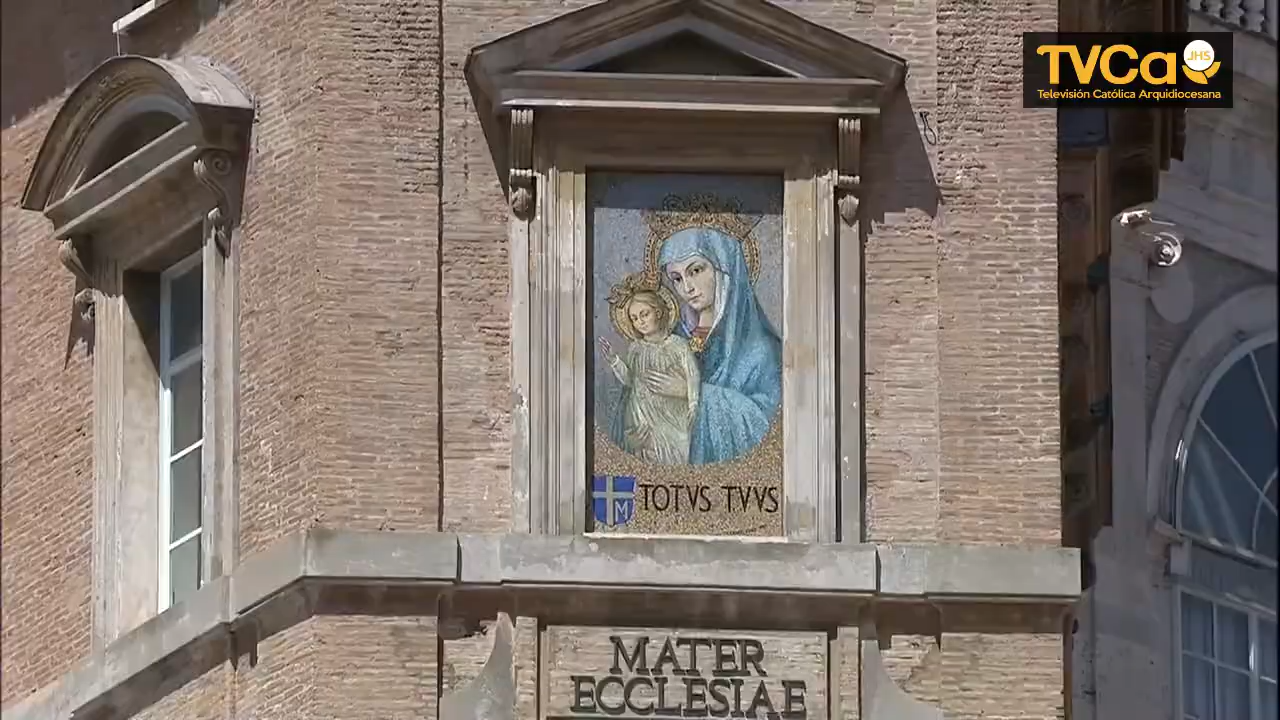 TVCa
JHS
Televisión Católica Arquidiocesana
M
TOTVS TVVS
MATER
ECCLESIAE